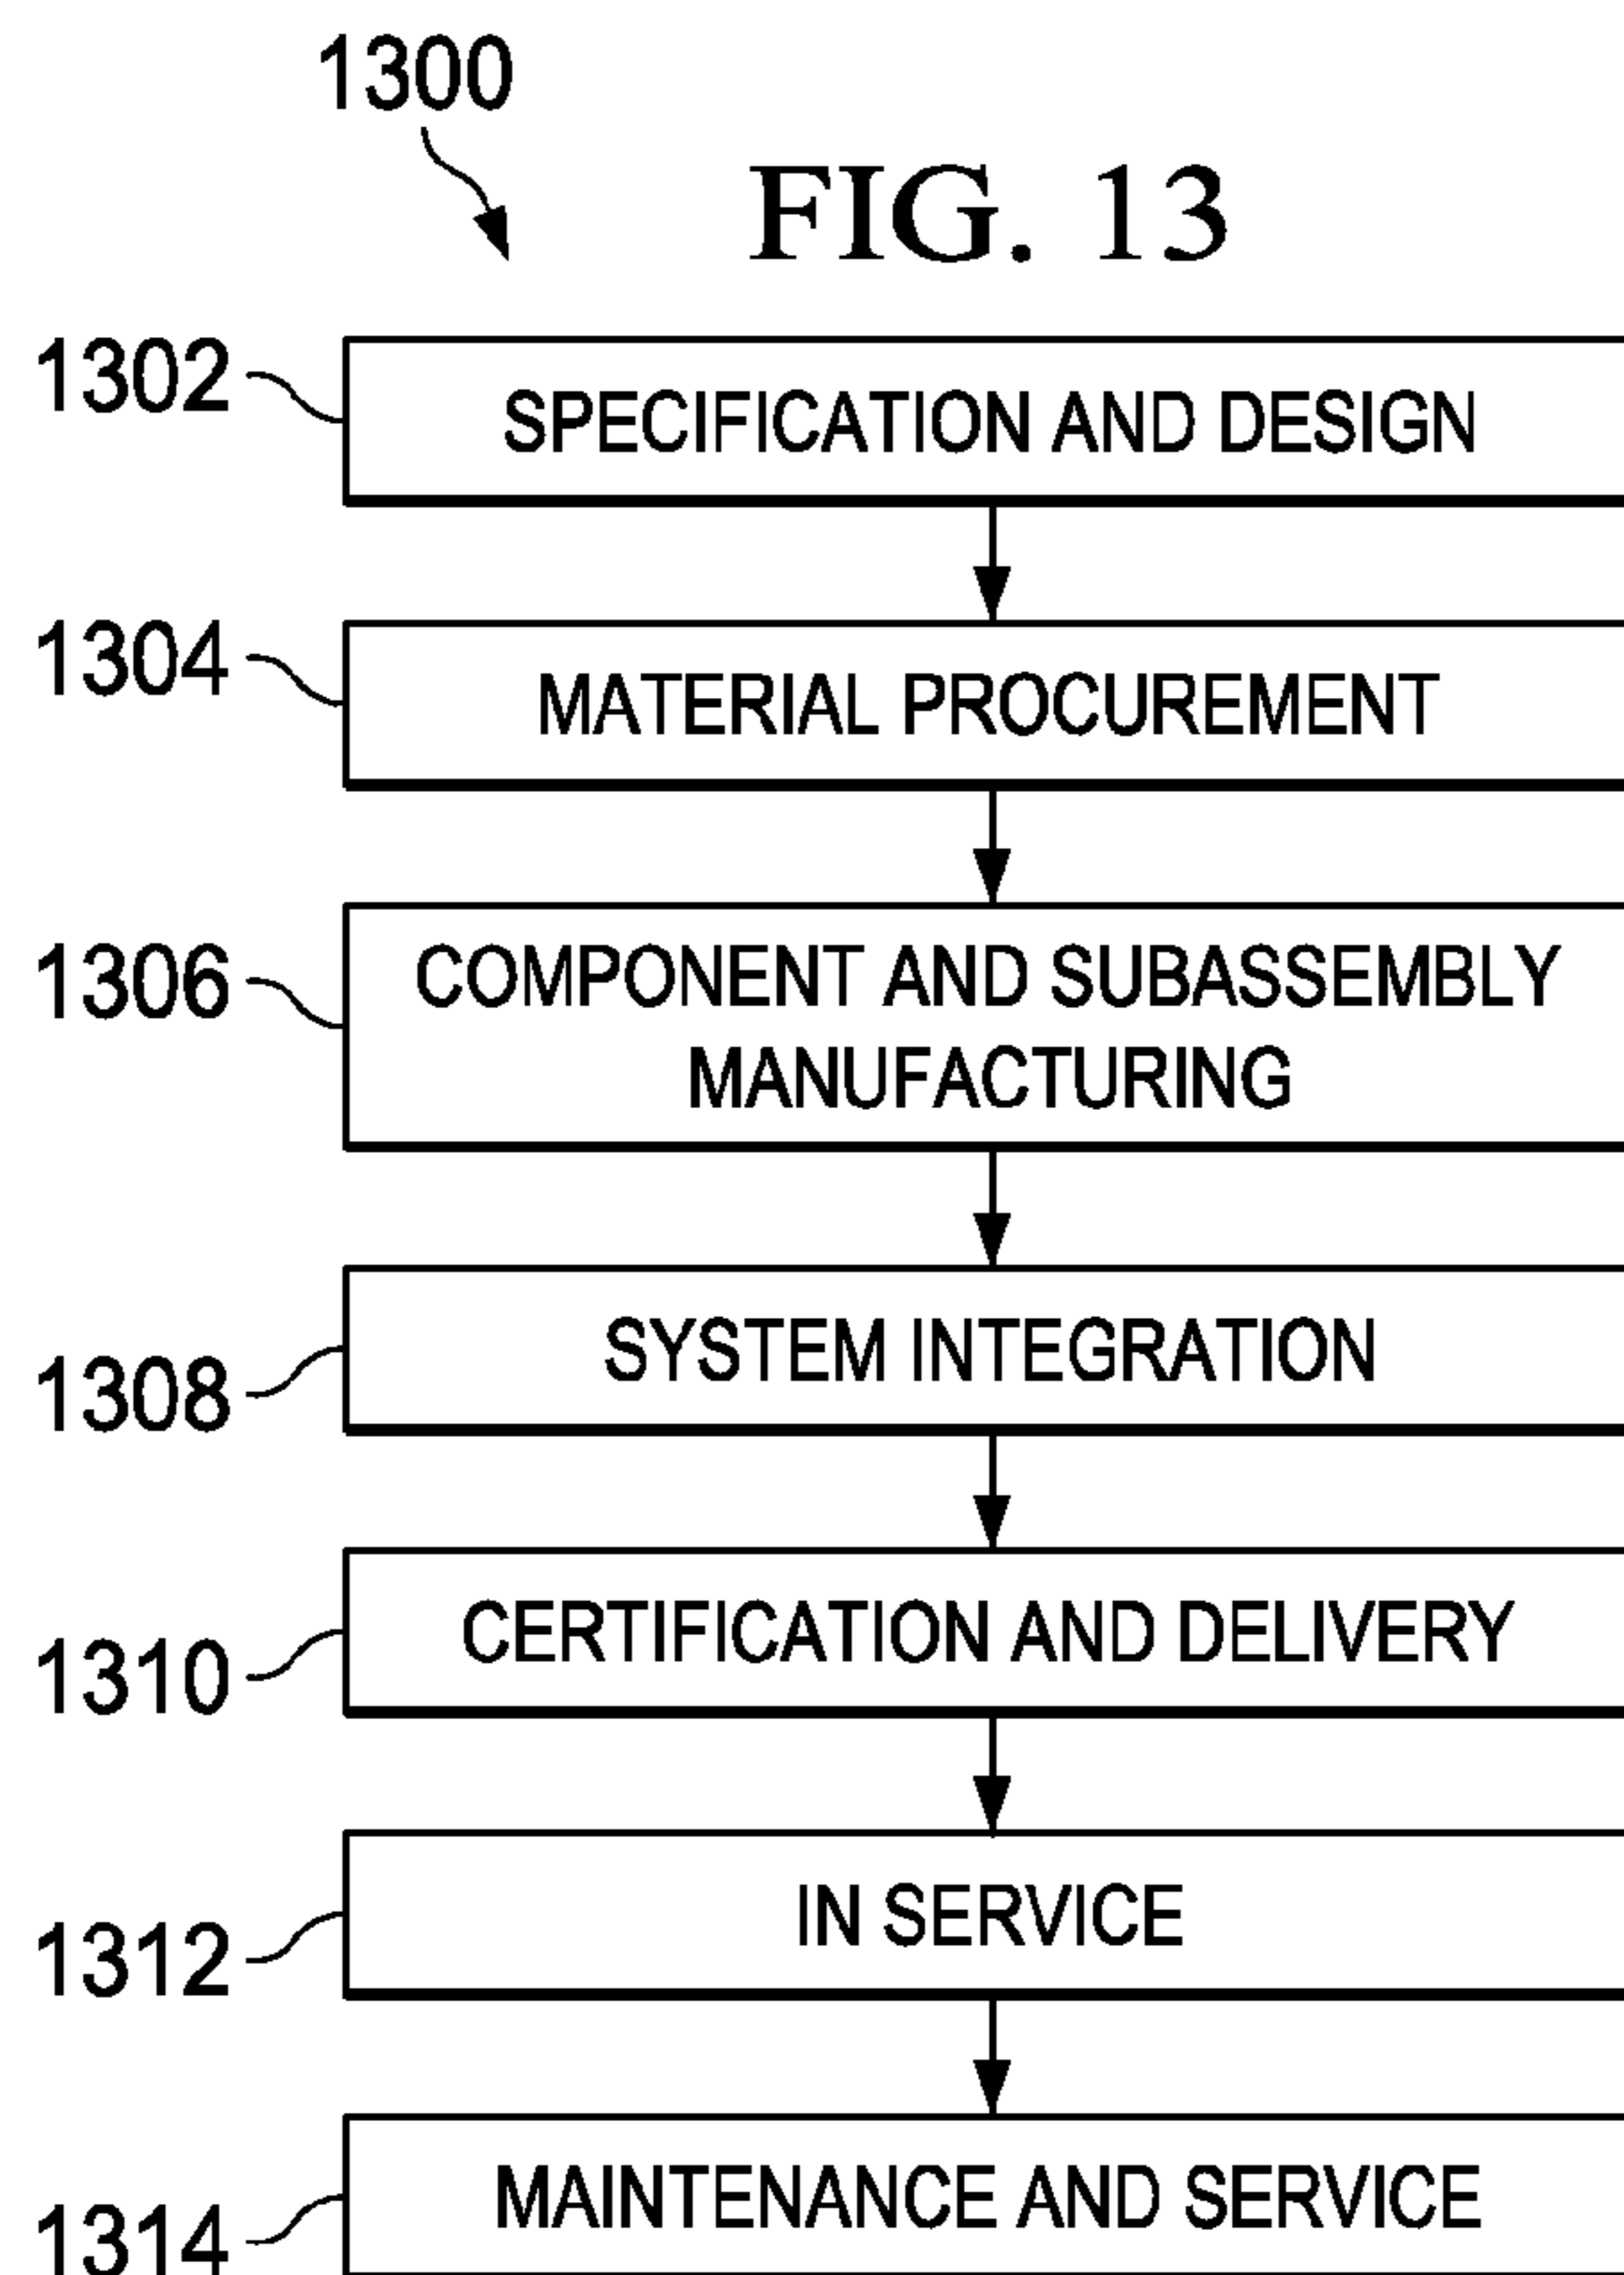 1300
FIG. 13
1302
SPECIFICATION AND DESIGN
1304
MATERIAL PROCUREMENT
1306
COMPONENT AND SUBASSEMBLY
MANUFACTURING
1308
SYSTEM INTEGRATION
1310
CERTIFICATION AND DELIVERY
1312
IN SERVICE
1314
MAINTENANCE AND SERVICE